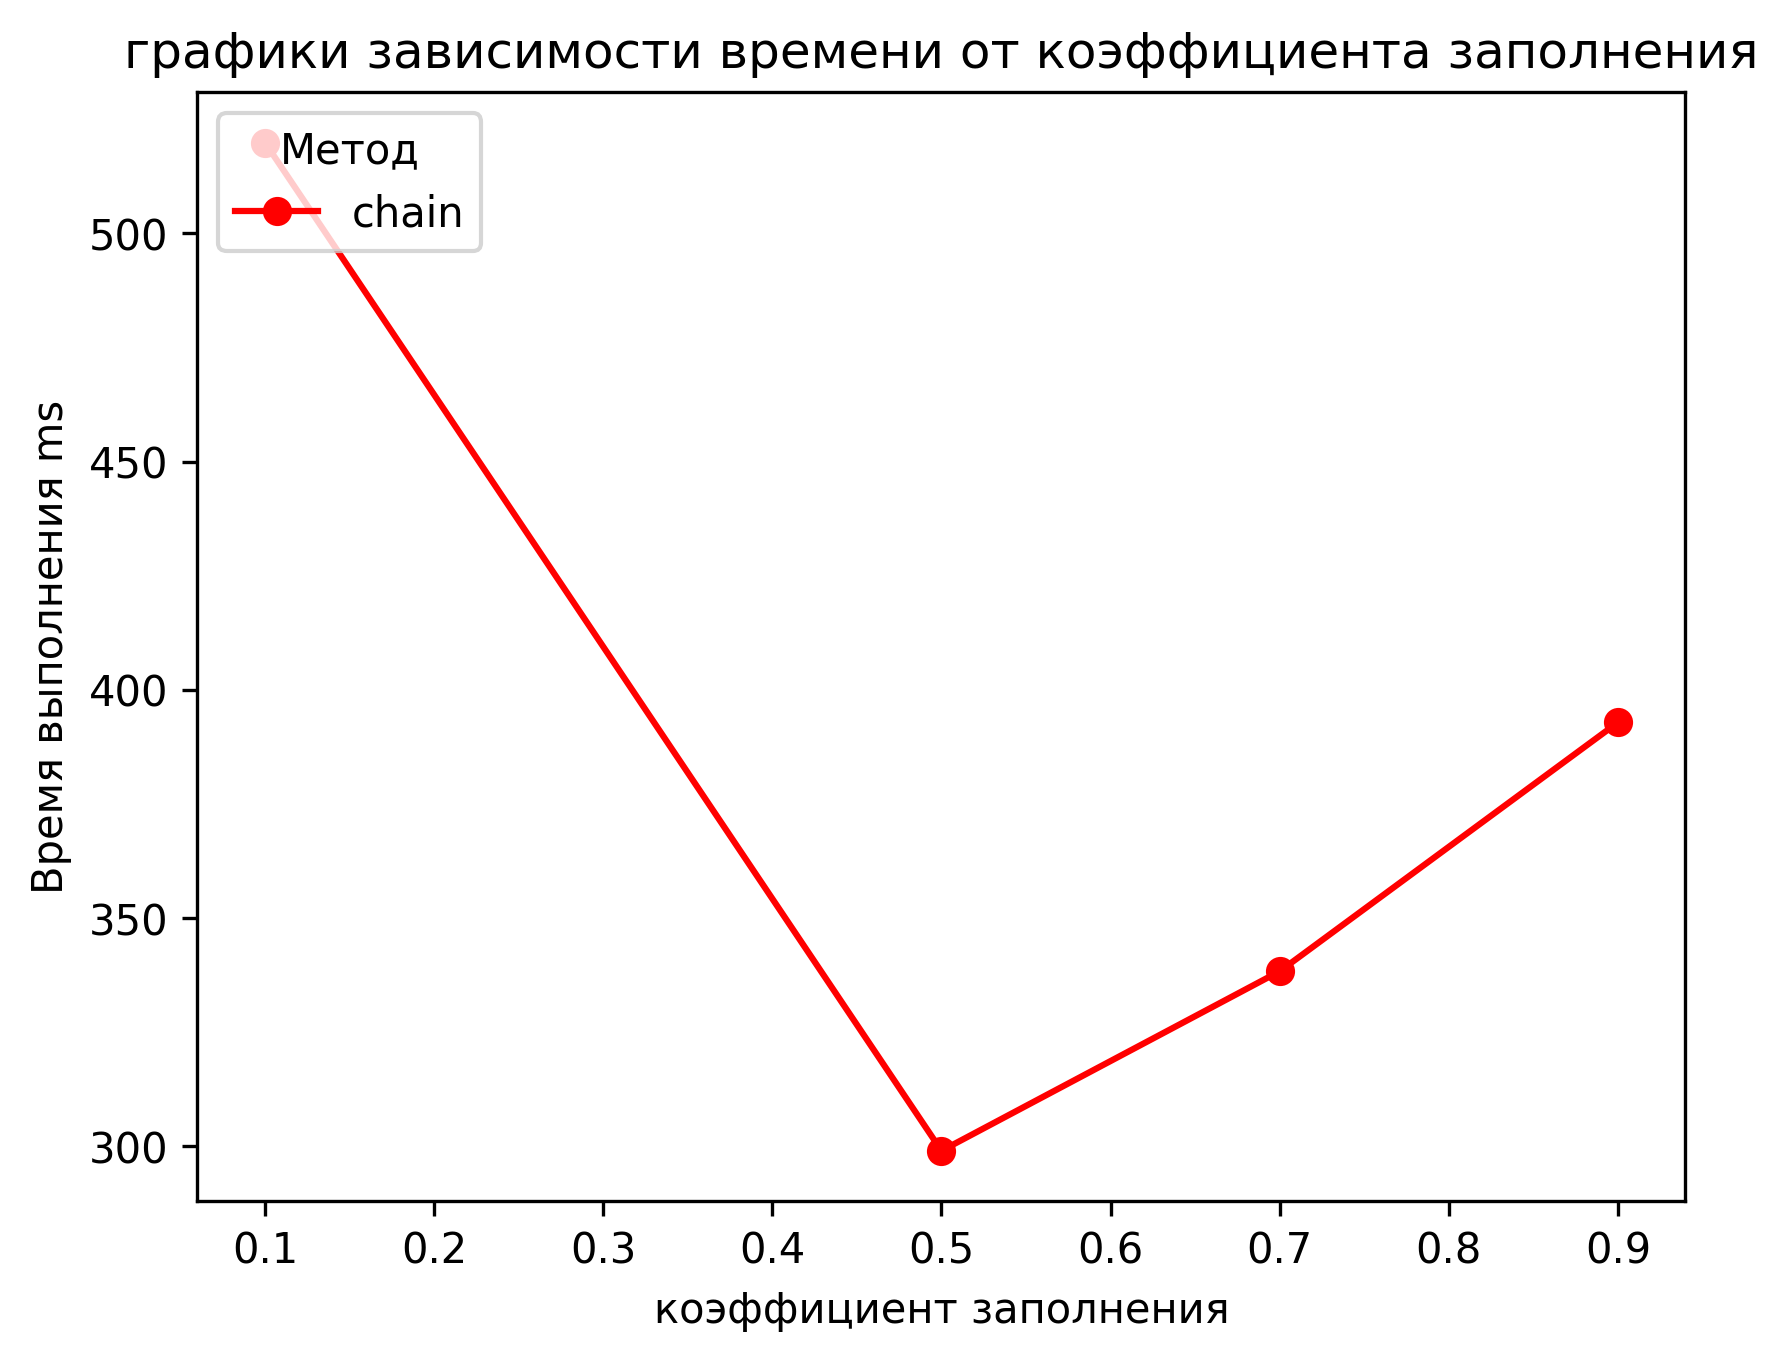 графики зависимости времени от коэффициента заполнения
Метод
chain
Время выполнения ms
500
450
400
350
300
0.1 0.2 0.3 0.4 0.5 0.6 0.7 0.8 0.9
коэффициент заполнения